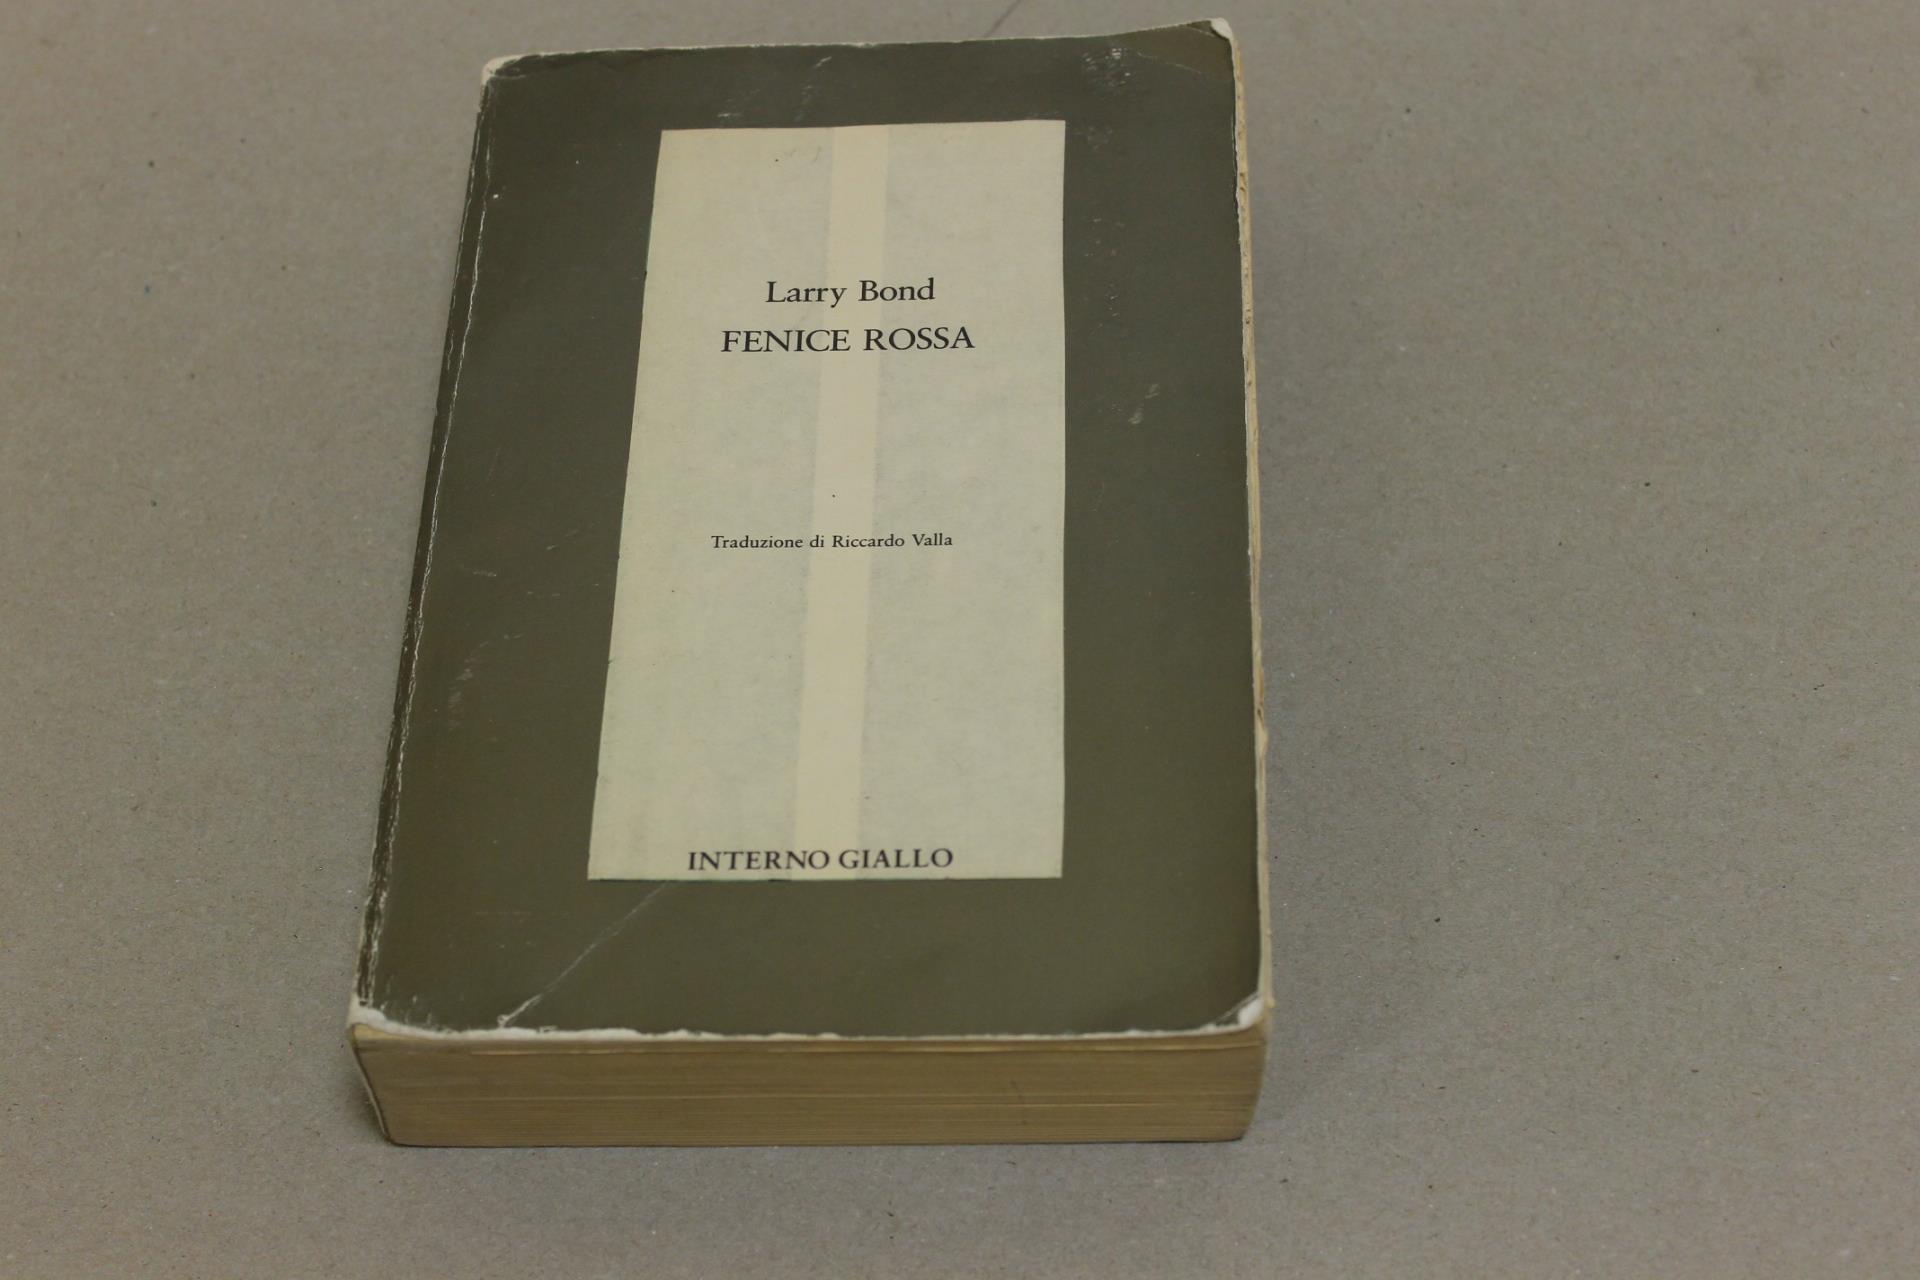 Larry Bond
FENICE ROSSA
Traduzione di Riccardo Valla
INTERNO GIALLO